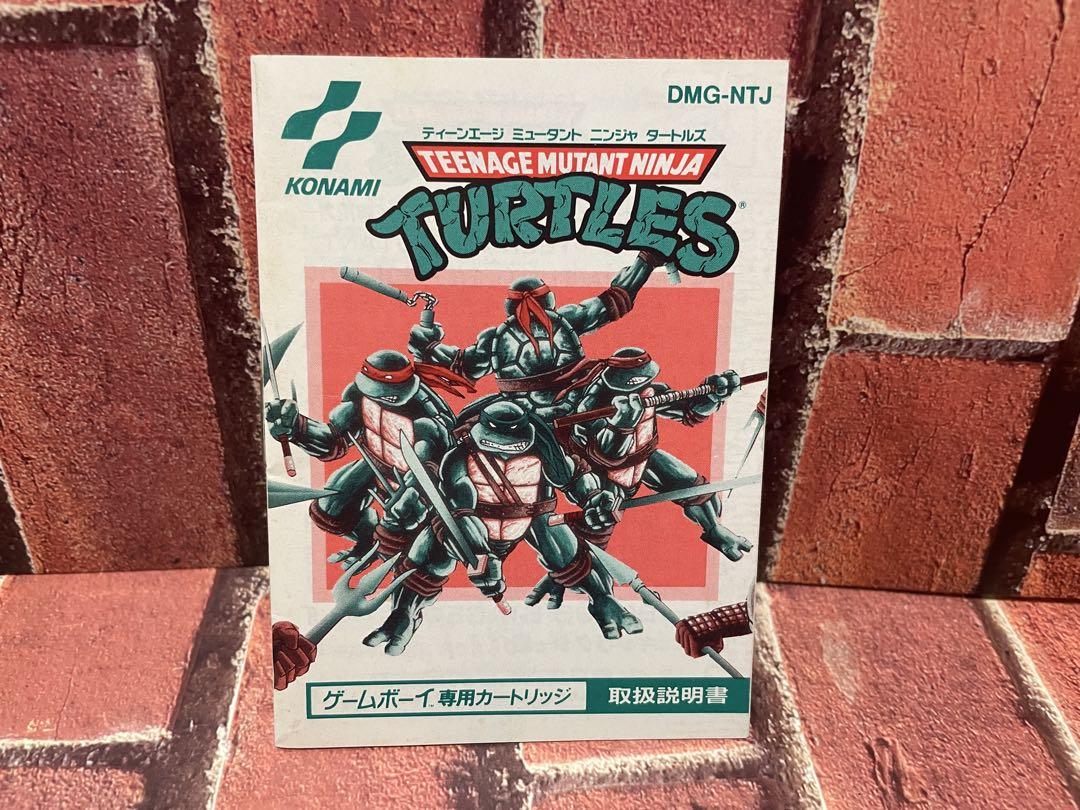 DMG-NTJ
KONAMI
ティーンエージ ミュータント ニンジャ タートルズ
TEENAGE MUTANT NINJA
TURTLES®
ゲームボーイ™専用カートリッジ
取扱説明書